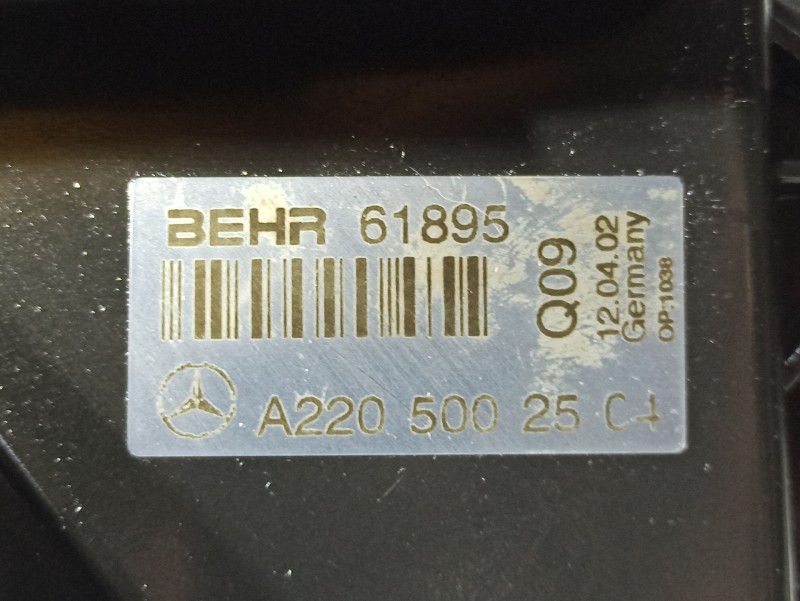 BEHR 61895
A220 500 25
Q09
12.04.02
Germany
OP:1038